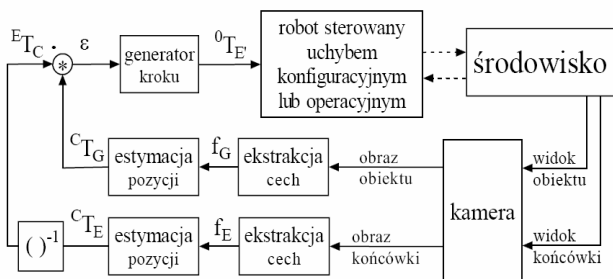 ᴱT_C
*
ε
generator
kroku
⁰T_E'
robot sterowany
uchybem
konfiguracyjnym
lub operacyjnym
środowisko
ᶜT_G
estymacja
pozycji
f_G
ekstrakcja
cech
obraz
obiektu
widok
obiektu
kamera
( )⁻¹
ᶜT_E
estymacja
pozycji
f_E
ekstrakcja
cech
obraz
końcówki
widok
końcówki